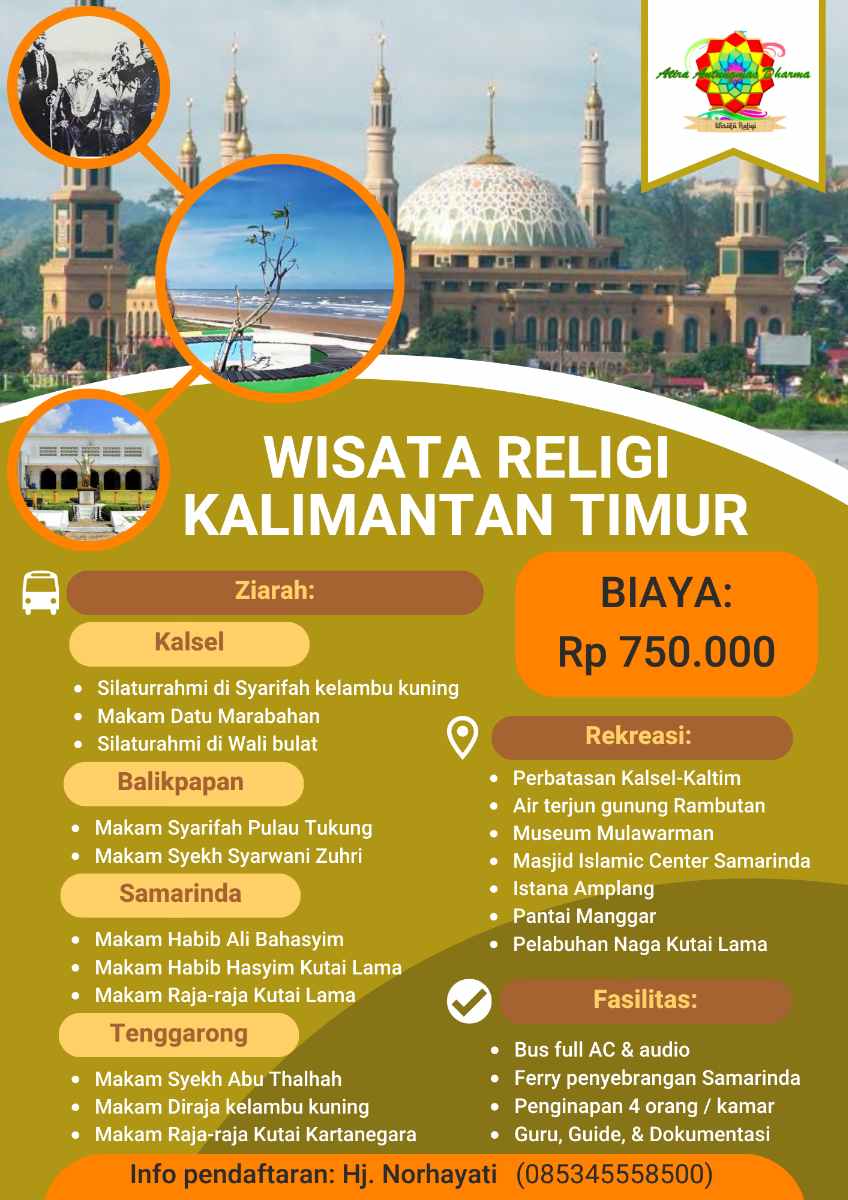 Atira Antungmas Dharma
Wisata Religi
WISATA RELIGI
KALIMANTAN TIMUR
Ziarah:
Kalsel
Silaturrahmi di Syarifah kelambu kuning
Makam Datu Marabahan
Silaturahmi di Wali bulat
Balikpapan
Makam Syarifah Pulau Tukung
Makam Syekh Syarwani Zuhri
Samarinda
Makam Habib Ali Bahasyim
Makam Habib Hasyim Kutai Lama
Makam Raja-raja Kutai Lama
Tenggarong
Makam Syekh Abu Thalhah
Makam Diraja kelambu kuning
Makam Raja-raja Kutai Kartanegara
BIAYA:
Rp 750.000
Rekreasi:
Perbatasan Kalsel-Kaltim
Air terjun gunung Rambutan
Museum Mulawarman
Masjid Islamic Center Samarinda
Istana Amplang
Pantai Manggar
Pelabuhan Naga Kutai Lama
Fasilitas:
Bus full AC & audio
Ferry penyebrangan Samarinda
Penginapan 4 orang / kamar
Guru, Guide, & Dokumentasi
Info pendaftaran: Hj. Norhayati (085345558500)